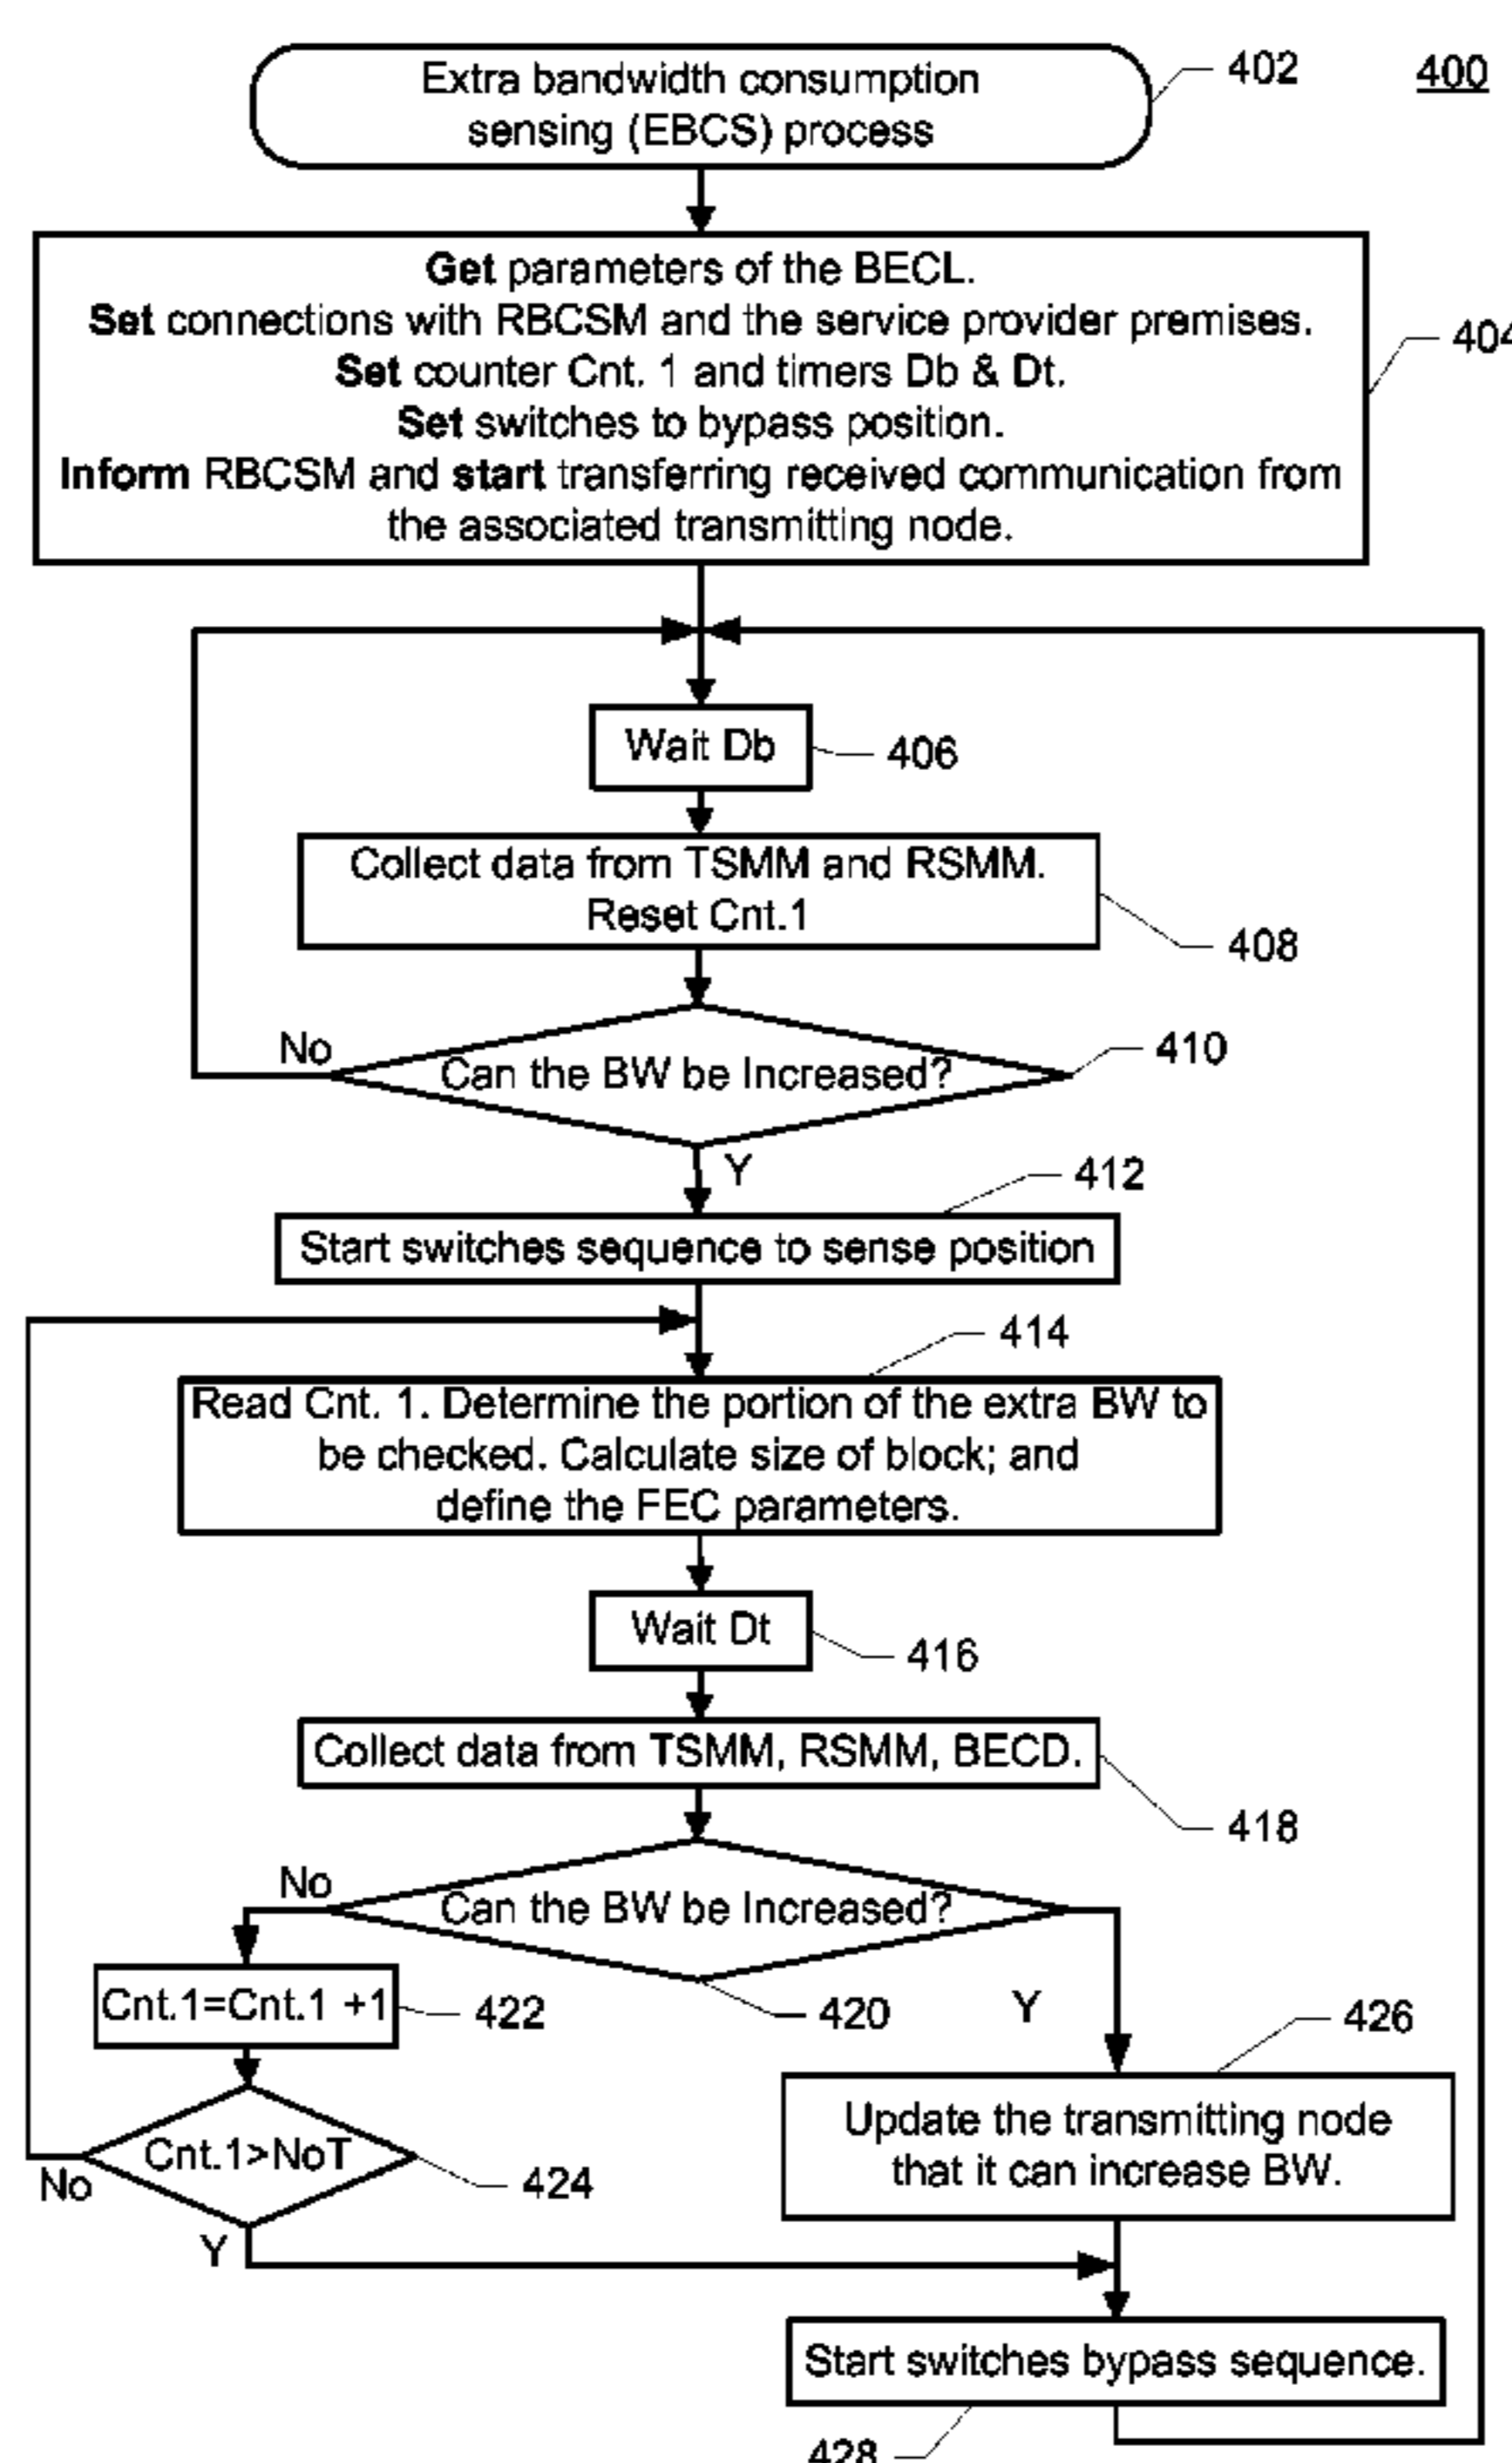 Extra bandwidth consumption
sensing (EBCS) process
402
400
Get parameters of the BECL.
Set connections with RBCSM and the service provider premises.
Set counter Cnt. 1 and timers Db & Dt.
Set switches to bypass position.
Inform RBCSM and start transferring received communication from
the associated transmitting node.
404
Wait Db
406
Collect data from TSMM and RSMM.
Reset Cnt.1
408
No
Can the BW be Increased?
410
Y
412
Start switches sequence to sense position
414
Read Cnt. 1. Determine the portion of the extra BW to
be checked. Calculate size of block; and
define the FEC parameters.
Wait Dt
416
Collect data from TSMM, RSMM, BECD.
418
No
Can the BW be Increased?
Cnt.1=Cnt.1 +1
422
420
Y
426
Update the transmitting node
that it can increase BW.
Cnt.1>NoT
424
No
Y
Start switches bypass sequence.
428